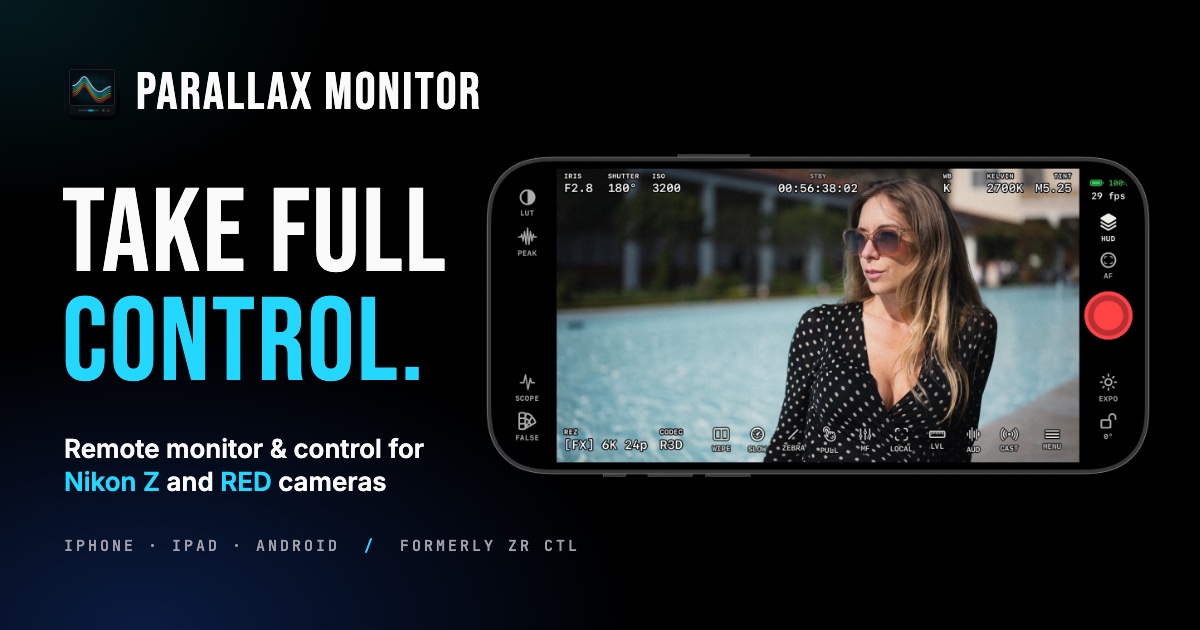 PARALLAX MONITOR
TAKE FULL
CONTROL.
Remote monitor & control for
Nikon Z and RED cameras
IPHONE · IPAD · ANDROID / FORMERLY ZR CTL
LUT
PEAK
SCOPE
FALSE
IRIS SHUTTER ISO STBY WB KELVIN TINT
F2.8 180° 3200 00:56:38:02 K 2700K M5.25
REZ CODEC
[FX] 6K 24p R3D
WIPE SLOW ZEBRA PULL MF LOCAL LVL AUD CAST MENU
100%
29 fps
HUD
AF
EXPO
0°